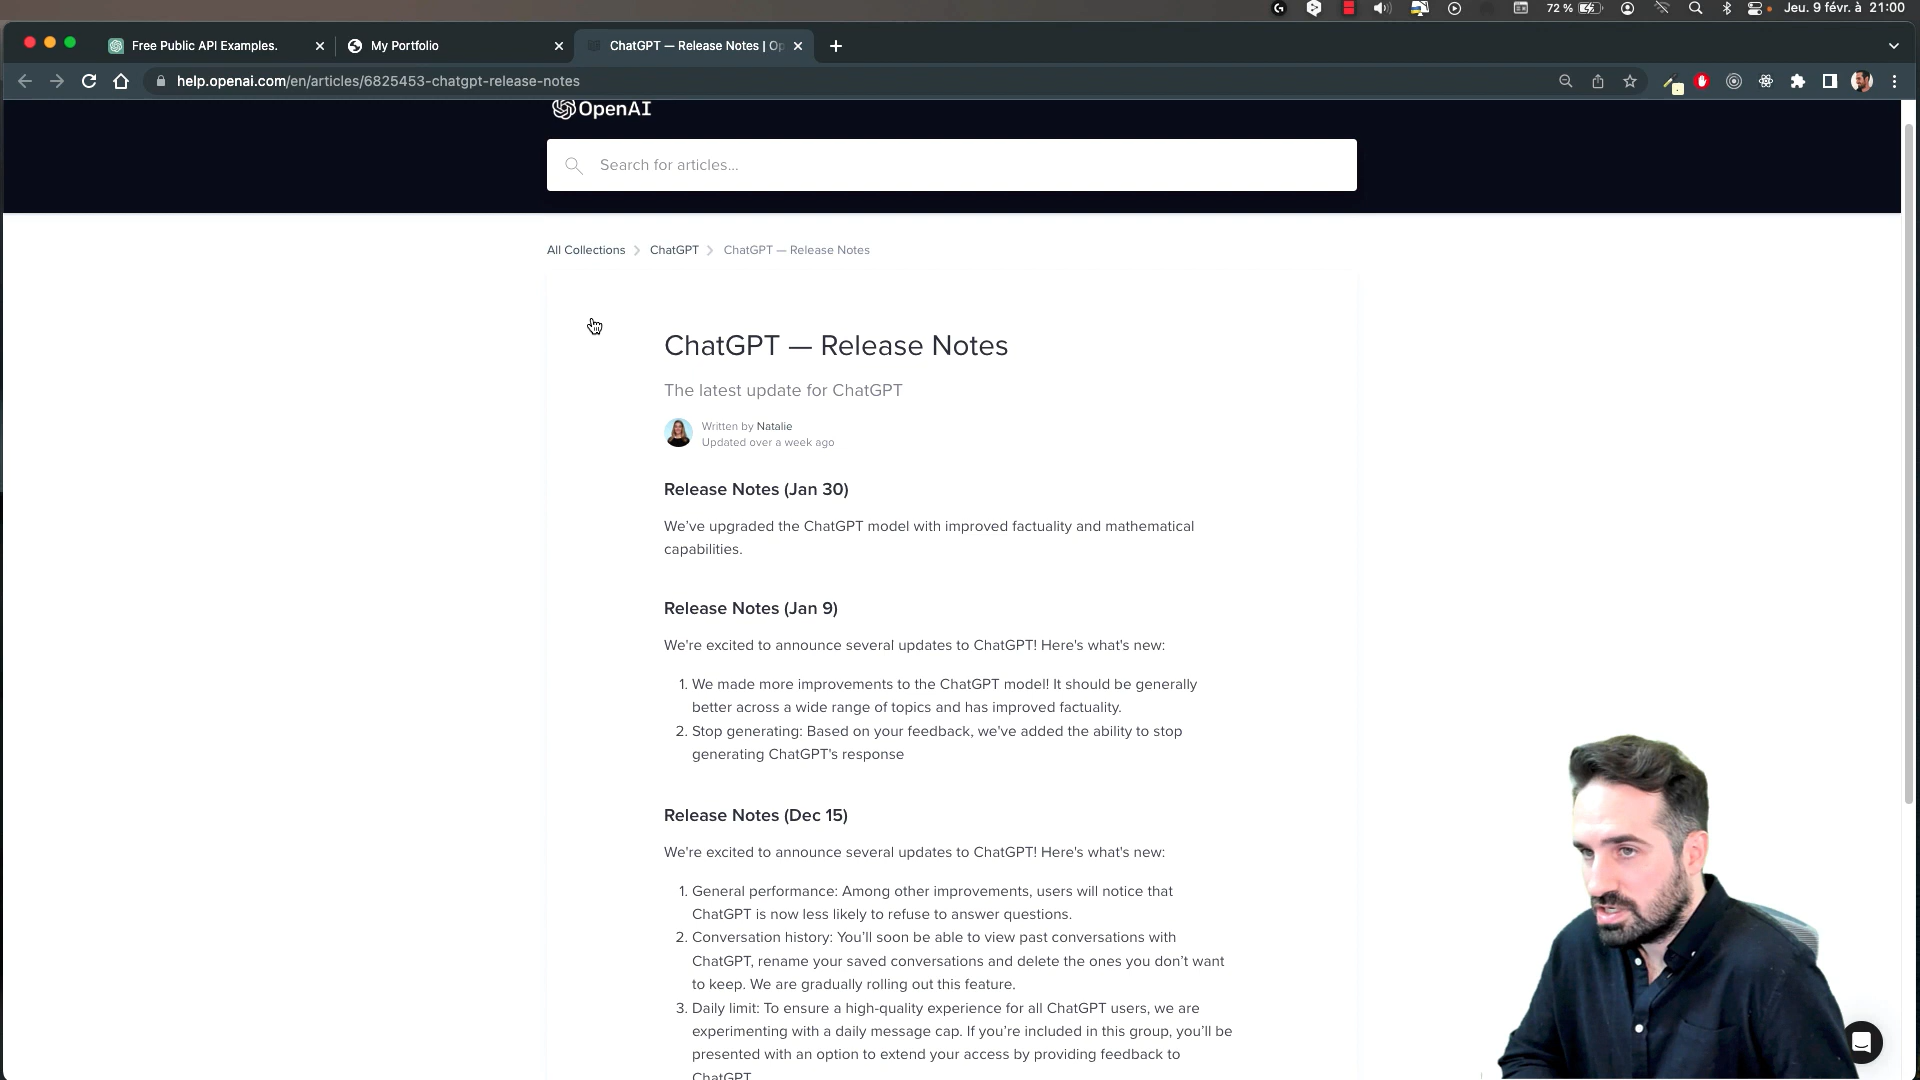 72 %
Jeu. 9 févr. à 21:00
Free Public API Examples.
My Portfolio
ChatGPT — Release Notes | Op
help.openai.com/en/articles/6825453-chatgpt-release-notes
OpenAI
Search for articles...
All Collections
ChatGPT
ChatGPT — Release Notes
ChatGPT — Release Notes
The latest update for ChatGPT
Written by Natalie
Updated over a week ago
Release Notes (Jan 30)
We’ve upgraded the ChatGPT model with improved factuality and mathematical
capabilities.
Release Notes (Jan 9)
We're excited to announce several updates to ChatGPT! Here's what's new:
1. We made more improvements to the ChatGPT model! It should be generally
better across a wide range of topics and has improved factuality.
2. Stop generating: Based on your feedback, we've added the ability to stop
generating ChatGPT's response
Release Notes (Dec 15)
We're excited to announce several updates to ChatGPT! Here's what's new:
1. General performance: Among other improvements, users will notice that
ChatGPT is now less likely to refuse to answer questions.
2. Conversation history: You’ll soon be able to view past conversations with
ChatGPT, rename your saved conversations and delete the ones you don’t want
to keep. We are gradually rolling out this feature.
3. Daily limit: To ensure a high-quality experience for all ChatGPT users, we are
experimenting with a daily message cap. If you’re included in this group, you’ll be
presented with an option to extend your access by providing feedback to
ChatGPT.